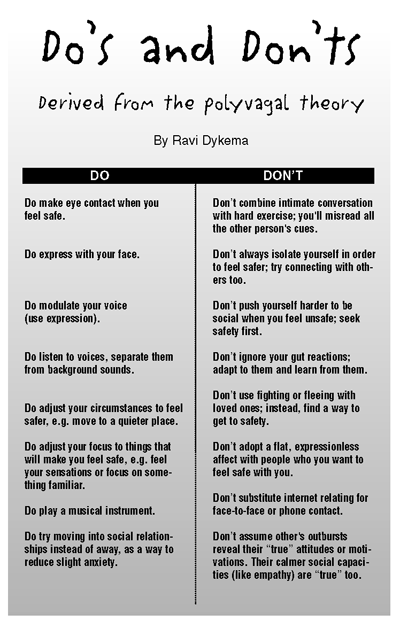 Do's and Don'ts
Derived from the polyvagal theory
By Ravi Dykema
DO
Do make eye contact when you
feel safe.
Do express with your face.
Do modulate your voice
(use expression).
Do listen to voices, separate them
from background sounds.
Do adjust your circumstances to feel
safer, e.g. move to a quieter place.
Do adjust your focus to things that
will make you feel safe, e.g. feel
your sensations or focus on some-
thing familiar.
Do play a musical instrument.
Do try moving into social relation-
ships instead of away, as a way to
reduce slight anxiety.
DON'T
Don't combine intimate conversation
with hard exercise; you'll misread all
the other person's cues.
Don't always isolate yourself in order
to feel safer; try connecting with oth-
ers too.
Don't push yourself harder to be
social when you feel unsafe; seek
safety first.
Don't ignore your gut reactions;
adapt to them and learn from them.
Don't use fighting or fleeing with
loved ones; instead, find a way to
get to safety.
Don't adopt a flat, expressionless
affect with people who you want to
feel safe with you.
Don't substitute internet relating for
face-to-face or phone contact.
Don't assume other's outbursts
reveal their “true” attitudes or moti-
vations. Their calmer social capaci-
ties (like empathy) are “true” too.